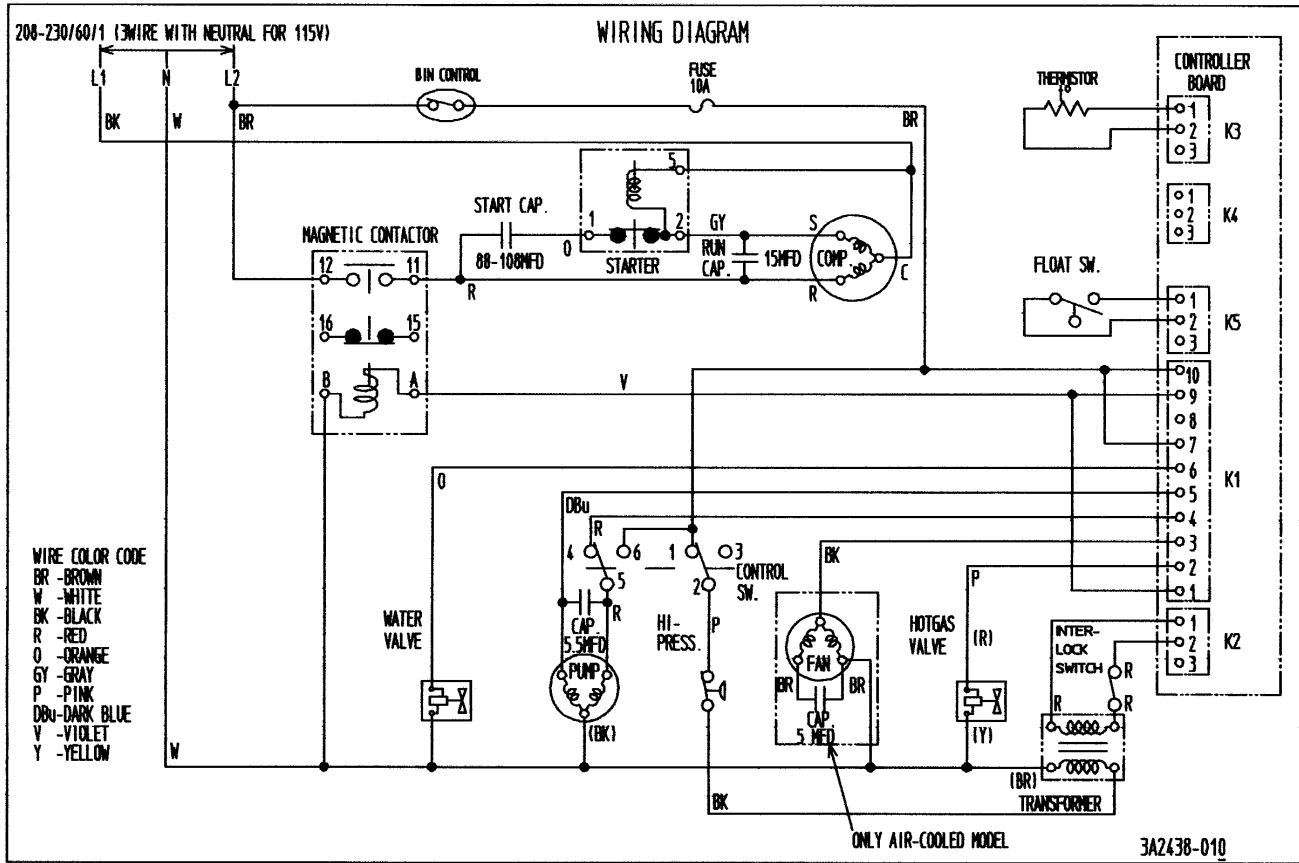 208-230/60/1 (3WIRE WITH NEUTRAL FOR 115V)
WIRING DIAGRAM
L1
N
L2
BK
W
BR
BIN CONTROL
FUSE
10A
BR
THERMISTOR
CONTROLLER
BOARD
1
2
3
K3
1
2
3
K4
FLOAT SW.
1
2
3
K5
10
9
8
7
6
5
4
3
2
1
K1
1
2
3
K2
MAGNETIC CONTACTOR
12
11
16
15
B
A
START CAP.
88-108MFD
R
O
1
5
2
STARTER
GY
RUN
CAP.
15MFD
S
COMP.
R
C
V
O
DBu
R
4
6
5
1
3
2
CONTROL
SW.
CAP.
5.5MFD
R
PUMP
(BK)
HI-
PRESS.
P
BK
BK
FAN
BR
BR
CAP.
5 MFD
ONLY AIR-COOLED MODEL
WATER
VALVE
HOTGAS
VALVE
P
(R)
(Y)
INTER-
LOCK
SWITCH
R
R
R
(BR)
TRANSFORMER
WIRE COLOR CODE
BR -BROWN
W -WHITE
BK -BLACK
R -RED
O -ORANGE
GY -GRAY
P -PINK
DBu-DARK BLUE
V -VIOLET
Y -YELLOW
W
3A2438-010